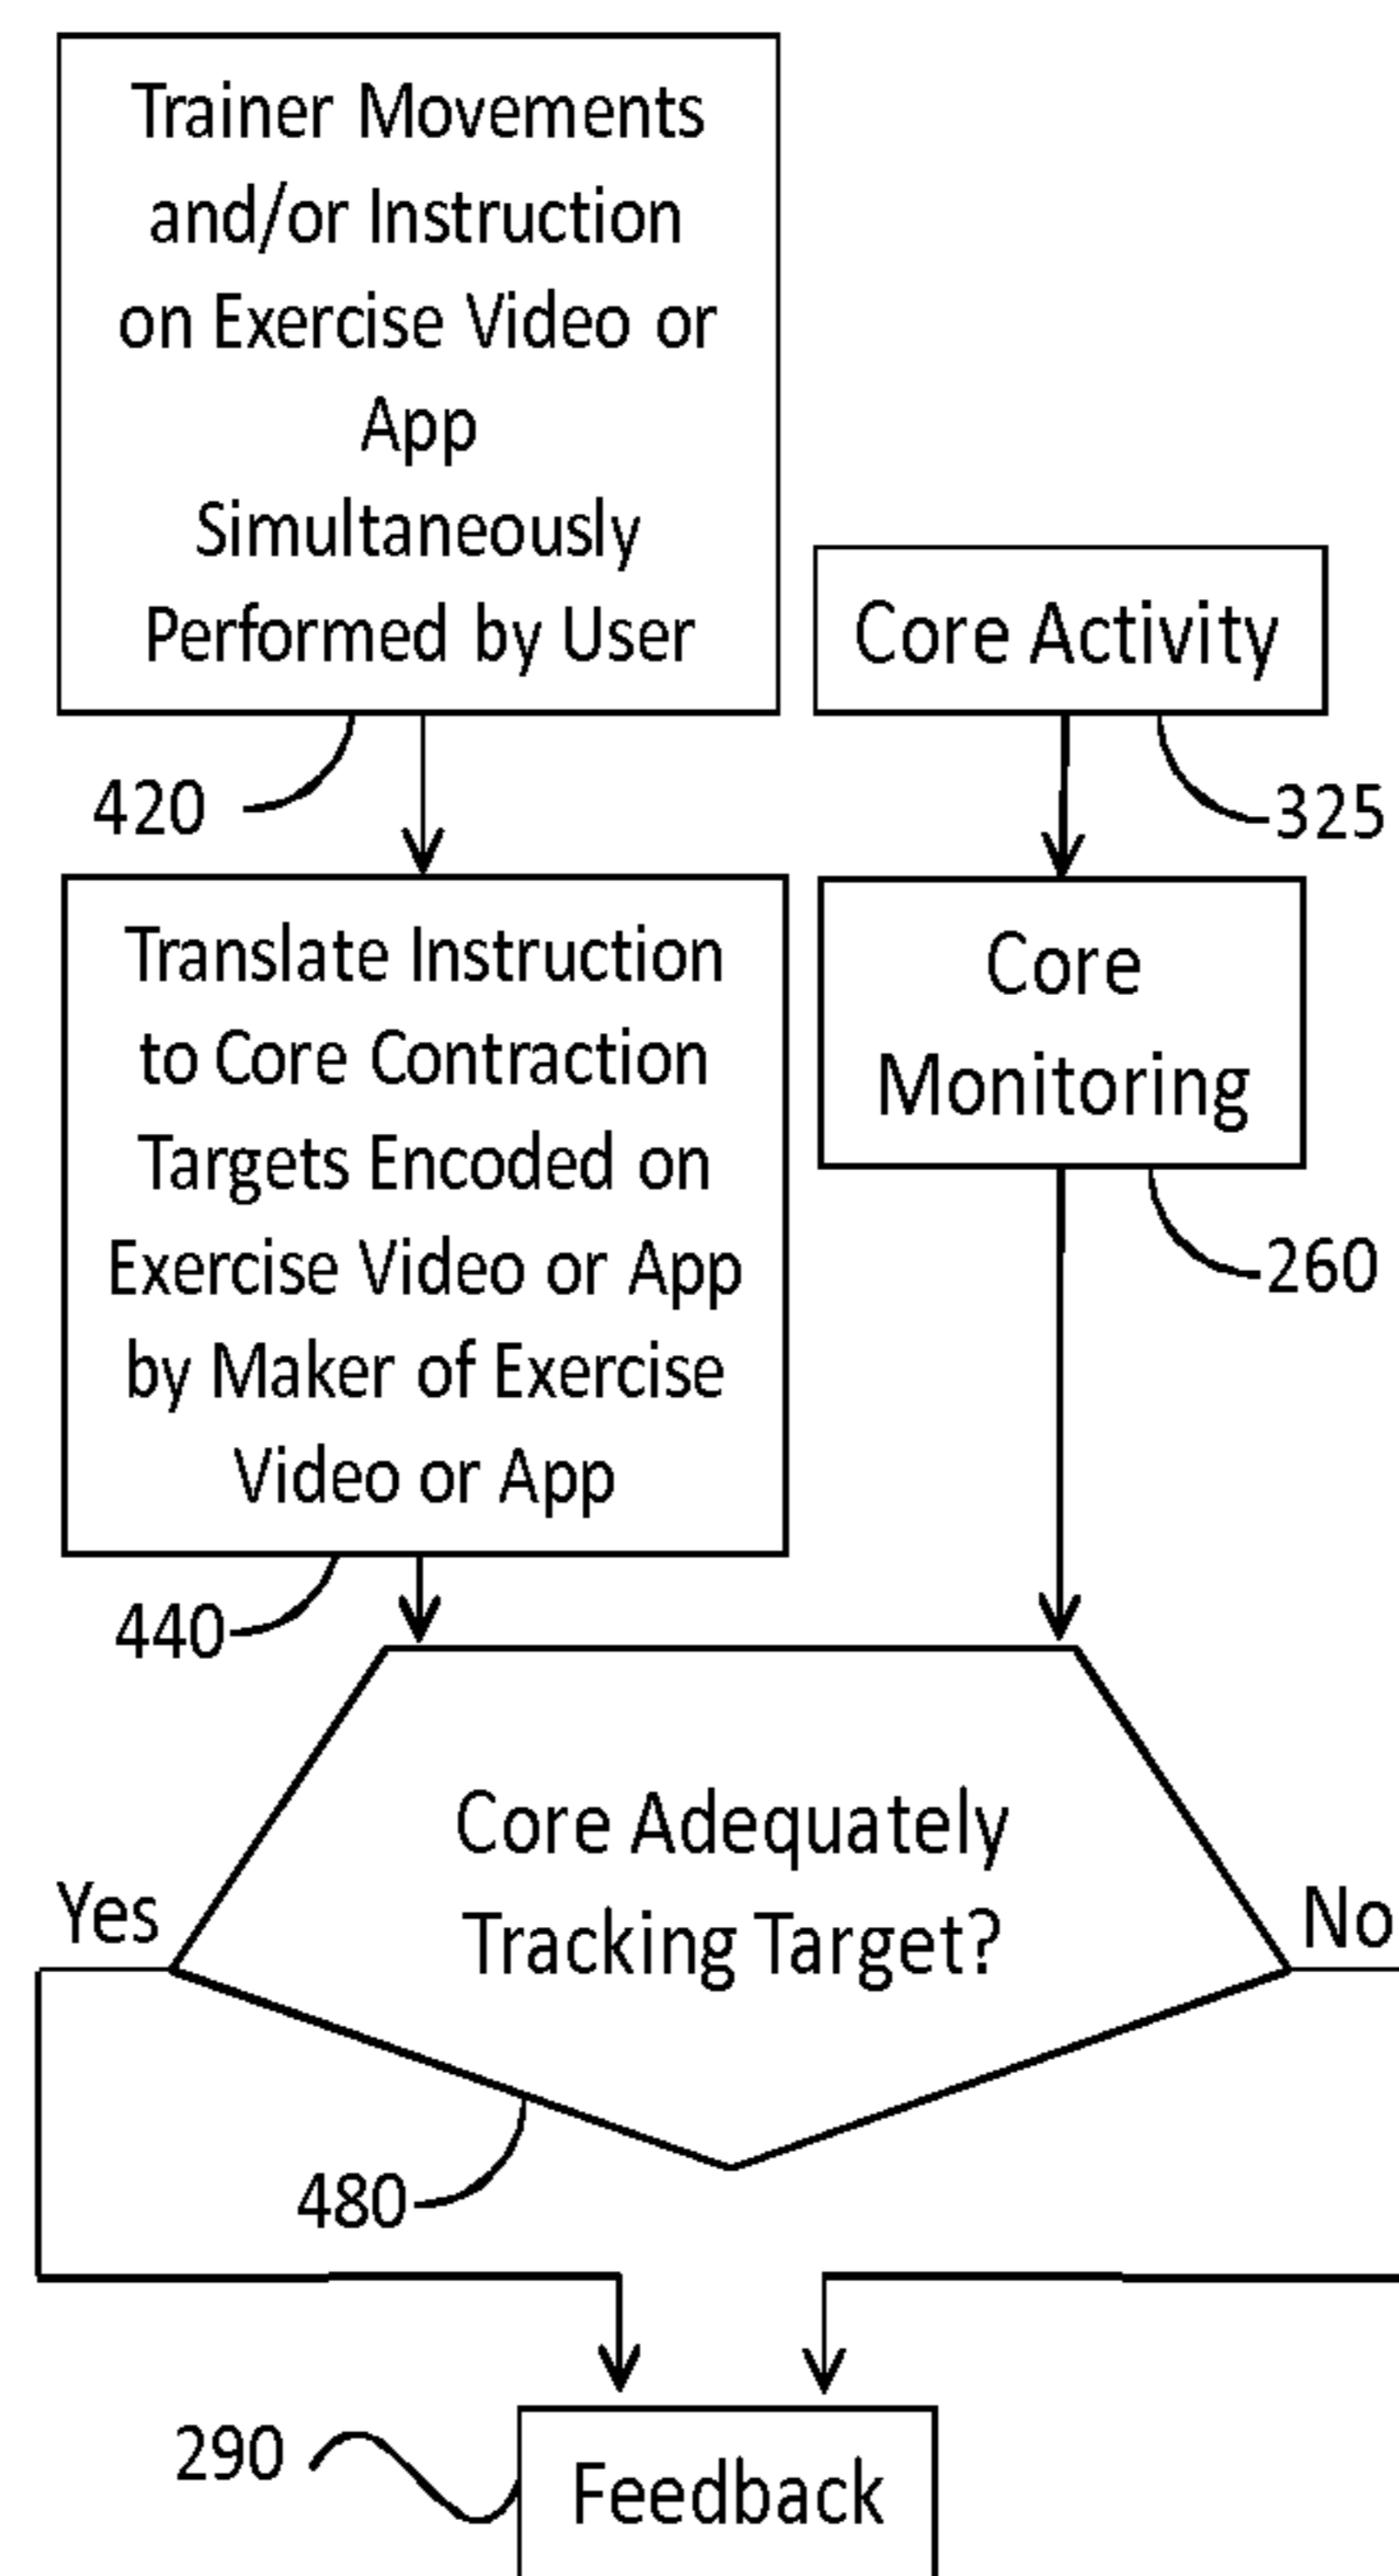 Trainer Movements
and/or Instruction
on Exercise Video or
App
Simultaneously
Performed by User
Core Activity
420
325
Translate Instruction
to Core Contraction
Targets Encoded on
Exercise Video or App
by Maker of Exercise
Video or App
Core
Monitoring
260
440
Core Adequately
Tracking Target?
Yes
No
480
290
Feedback